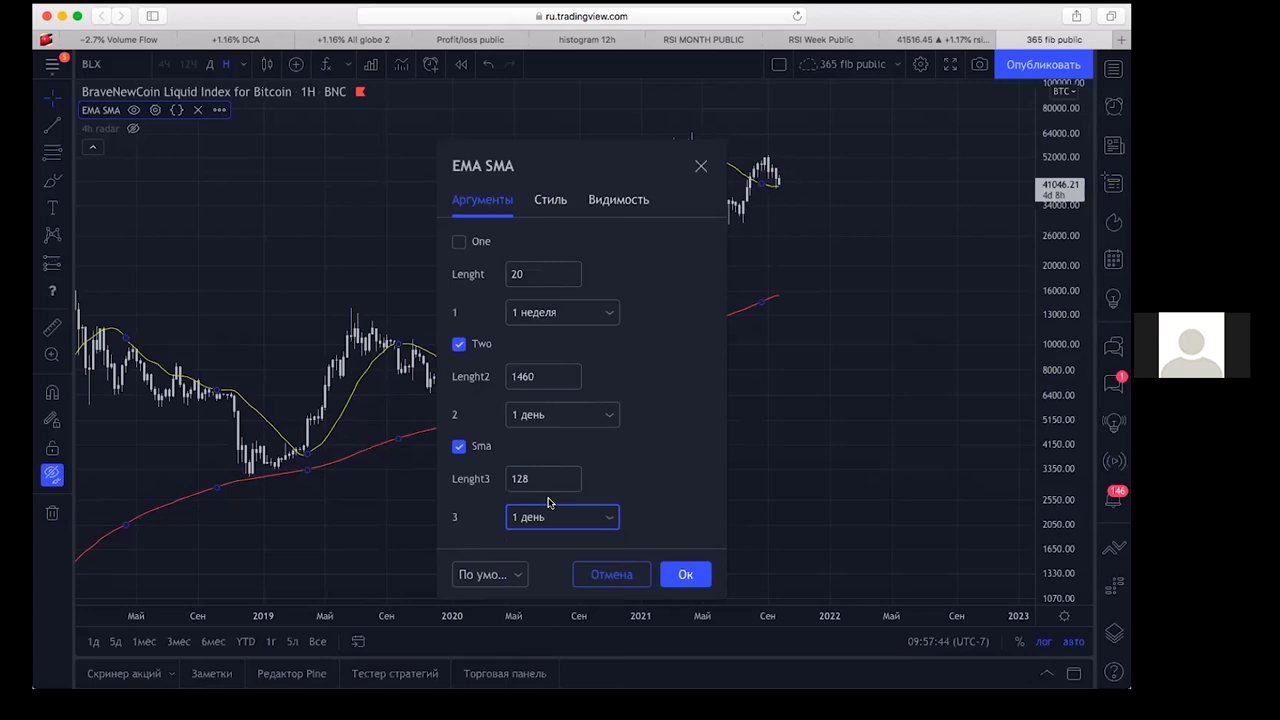 ru.tradingview.com
-2.7% Volume Flow
+1.16% DCA
+1.16% All globe 2
Profit/loss public
histogram 12h
RSI MONTH PUBLIC
RSI Week Public
41516.45 ▲ +1.17% rsi...
365 fib public
5
BLX
4Ч
12Ч
Д
Н
365 fib public
Опубликовать
BraveNewCoin Liquid Index for Bitcoin · 1Н · BNC
EMA SMA
4h radar
EMA SMA
Аргументы
Стиль
Видимость
One
Lenght
20
1
1 неделя
Two
Lenght2
1460
2
1 день
Sma
Lenght3
128
3
1 день
По умо...
Отмена
Ок
100000.00
BTC
80000.00
64000.00
52000.00
41046.21
4d 8h
34000.00
26000.00
20000.00
16000.00
13000.00
10000.00
8000.00
6400.00
5150.00
4150.00
3350.00
2550.00
2050.00
1650.00
1330.00
1070.00
1
146
Май
Сен
2019
Май
Сен
2020
Май
Сен
2021
Май
Сен
2022
Май
Сен
2023
1д
5д
1мес
3мес
6мес
YTD
1г
5л
Все
09:57:44 (UTC-7)
%
лог
авто
Скринер акций
Заметки
Редактор Pine
Тестер стратегий
Торговая панель